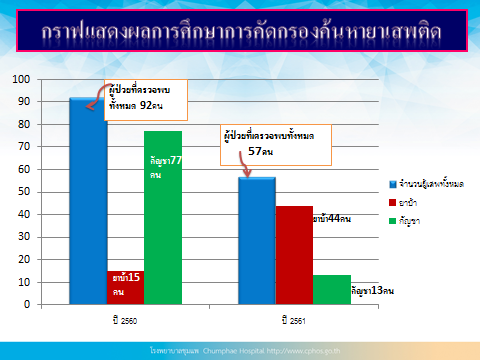 กราฟแสดงผลการศึกษาการคัดกรองค้นหายาเสพติด
100
90
80
70
60
50
40
30
20
10
0
ผู้ป่วยที่ตรวจพบ
ทั้งหมด 92คน
กัญชา77
คน
ยาบ้า15
คน
ผู้ป่วยที่ตรวจพบทั้งหมด
57คน
ยาบ้า44คน
กัญชา13คน
ปี 2560
ปี 2561
จำนวนผู้เสพทั้งหมด
ยาบ้า
กัญชา
โรงพยาบาลชุมแพ Chumphae Hospital http://www.cphos.go.th